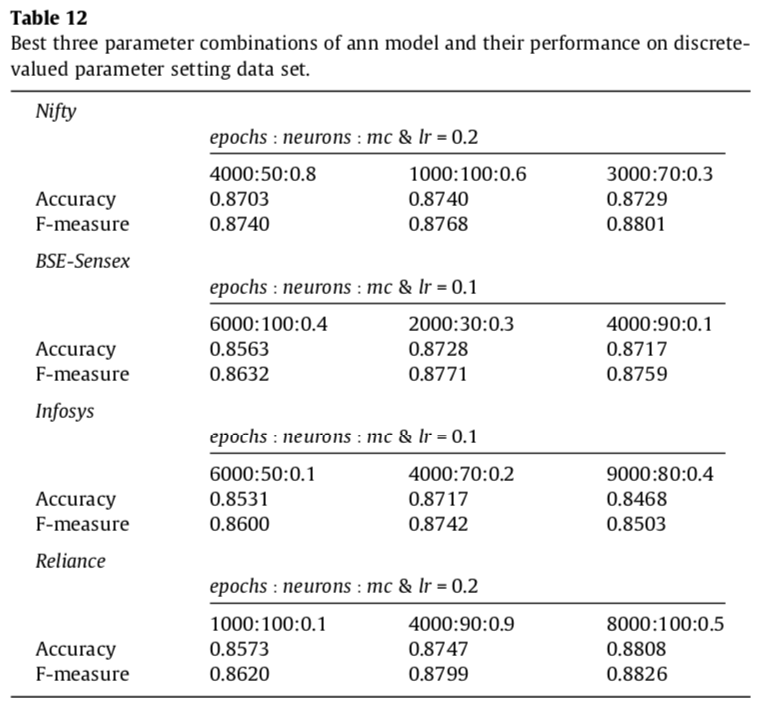 Table 12
Best three parameter combinations of ann model and their performance on discrete-
valued parameter setting data set.
Nifty
epochs : neurons : mc & lr = 0.2
4000:50:0.8 1000:100:0.6 3000:70:0.3
Accuracy 0.8703 0.8740 0.8729
F-measure 0.8740 0.8768 0.8801
BSE-Sensex
epochs : neurons : mc & lr = 0.1
6000:100:0.4 2000:30:0.3 4000:90:0.1
Accuracy 0.8563 0.8728 0.8717
F-measure 0.8632 0.8771 0.8759
Infosys
epochs : neurons : mc & lr = 0.1
6000:50:0.1 4000:70:0.2 9000:80:0.4
Accuracy 0.8531 0.8717 0.8468
F-measure 0.8600 0.8742 0.8503
Reliance
epochs : neurons : mc & lr = 0.2
1000:100:0.1 4000:90:0.9 8000:100:0.5
Accuracy 0.8573 0.8747 0.8808
F-measure 0.8620 0.8799 0.8826